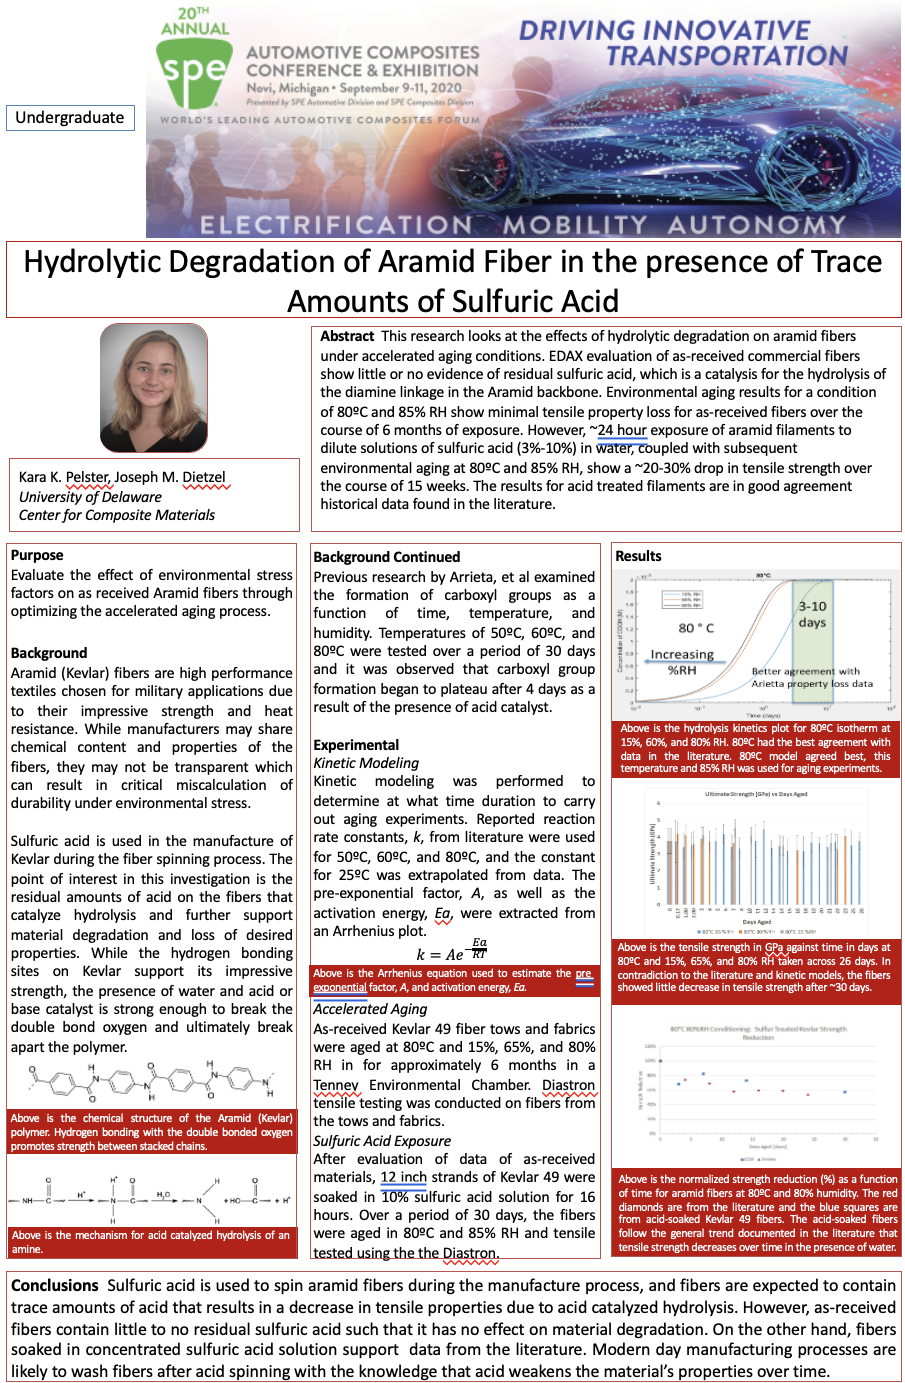 20TH
ANNUAL
spe
AUTOMOTIVE COMPOSITES
CONFERENCE & EXHIBITION
Novi, Michigan • September 9-11, 2020
Presented by SPE Automotive Division and SPE Composites Division
WORLD'S LEADING AUTOMOTIVE COMPOSITES FORUM
DRIVING INNOVATIVE
TRANSPORTATION
ELECTRIFICATION MOBILITY AUTONOMY
Undergraduate
Hydrolytic Degradation of Aramid Fiber in the presence of Trace
Amounts of Sulfuric Acid
Kara K. Pelster, Joseph M. Dietzel
University of Delaware
Center for Composite Materials
Abstract This research looks at the effects of hydrolytic degradation on aramid fibers
under accelerated aging conditions. EDAX evaluation of as-received commercial fibers
show little or no evidence of residual sulfuric acid, which is a catalysis for the hydrolysis of
the diamine linkage in the Aramid backbone. Environmental aging results for a condition
of 80ºC and 85% RH show minimal tensile property loss for as-received fibers over the
course of 6 months of exposure. However, ~24 hour exposure of aramid filaments to
dilute solutions of sulfuric acid (3%-10%) in water, coupled with subsequent
environmental aging at 80ºC and 85% RH, show a ~20-30% drop in tensile strength over
the course of 15 weeks. The results for acid treated filaments are in good agreement
historical data found in the literature.
Purpose
Evaluate the effect of environmental stress
factors on as received Aramid fibers through
optimizing the accelerated aging process.
Background
Aramid (Kevlar) fibers are high performance
textiles chosen for military applications due
to their impressive strength and heat
resistance. While manufacturers may share
chemical content and properties of the
fibers, they may not be transparent which
can result in critical miscalculation of
durability under environmental stress.
Sulfuric acid is used in the manufacture of
Kevlar during the fiber spinning process. The
point of interest in this investigation is the
residual amounts of acid on the fibers that
catalyze hydrolysis and further support
material degradation and loss of desired
properties. While the hydrogen bonding
sites on Kevlar support its impressive
strength, the presence of water and acid or
base catalyst is strong enough to break the
double bond oxygen and ultimately break
apart the polymer.
Above is the chemical structure of the Aramid (Kevlar)
polymer. Hydrogen bonding with the double bonded oxygen
promotes strength between stacked chains.
Above is the mechanism for acid catalyzed hydrolysis of an
amine.
Background Continued
Previous research by Arrieta, et al examined
the formation of carboxyl groups as a
function of time, temperature, and
humidity. Temperatures of 50ºC, 60ºC, and
80ºC were tested over a period of 30 days
and it was observed that carboxyl group
formation began to plateau after 4 days as a
result of the presence of acid catalyst.
Experimental
Kinetic Modeling
Kinetic modeling was performed to
determine at what time duration to carry
out aging experiments. Reported reaction
rate constants, k, from literature were used
for 50ºC, 60ºC, and 80ºC, and the constant
for 25ºC was extrapolated from data. The
pre-exponential factor, A, as well as the
activation energy, Ea, were extracted from
an Arrhenius plot.
k = Ae^-Ea/RT
Above is the Arrhenius equation used to estimate the pre
exponential factor, A, and activation energy, Ea.
Accelerated Aging
As-received Kevlar 49 fiber tows and fabrics
were aged at 80ºC and 15%, 65%, and 80%
RH in for approximately 6 months in a
Tenney Environmental Chamber. Diastron
tensile testing was conducted on fibers from
the tows and fabrics.
Sulfuric Acid Exposure
After evaluation of data of as-received
materials, 12 inch strands of Kevlar 49 were
soaked in 10% sulfuric acid solution for 16
hours. Over a period of 30 days, the fibers
were aged in 80ºC and 85% RH and tensile
tested using the the Diastron.
Results
80°C
80 ° C
Increasing
%RH
3-10
days
Better agreement with
Arietta property loss data
Time (days)
Above is the hydrolysis kinetics plot for 80ºC isotherm at
15%, 60%, and 80% RH. 80ºC had the best agreement with
data in the literature. 80ºC model agreed best, this
temperature and 85% RH was used for aging experiments.
Ultimate Strength (GPa) vs Days Aged
Ultimate Strength (GPa)
Days Aged
Above is the tensile strength in GPa against time in days at
80ºC and 15%, 65%, and 80% RH taken across 26 days. In
contradiction to the literature and kinetic models, the fibers
showed little decrease in tensile strength after ~30 days.
80°C 80%RH Conditioning: Sulfur Treated Kevlar Strength
Reduction
Days Aged (days)
Above is the normalized strength reduction (%) as a function
of time for aramid fibers at 80ºC and 80% humidity. The red
diamonds are from the literature and the blue squares are
from acid-soaked Kevlar 49 fibers. The acid-soaked fibers
follow the general trend documented in the literature that
tensile strength decreases over time in the presence of water.
Conclusions Sulfuric acid is used to spin aramid fibers during the manufacture process, and fibers are expected to contain
trace amounts of acid that results in a decrease in tensile properties due to acid catalyzed hydrolysis. However, as-received
fibers contain little to no residual sulfuric acid such that it has no effect on material degradation. On the other hand, fibers
soaked in concentrated sulfuric acid solution support data from the literature. Modern day manufacturing processes are
likely to wash fibers after acid spinning with the knowledge that acid weakens the material's properties over time.